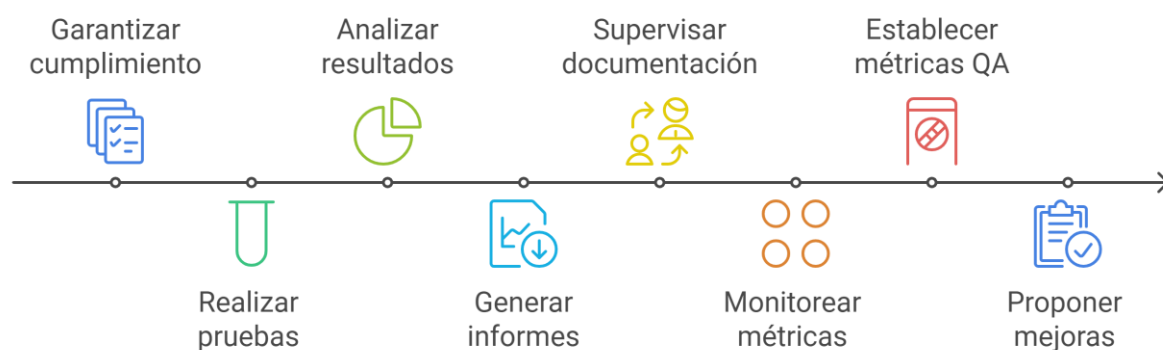 Garantizar
cumplimiento
Analizar
resultados
Supervisar
documentación
Establecer
métricas QA
Realizar
pruebas
Generar
informes
Monitorear
métricas
Proponer
mejoras